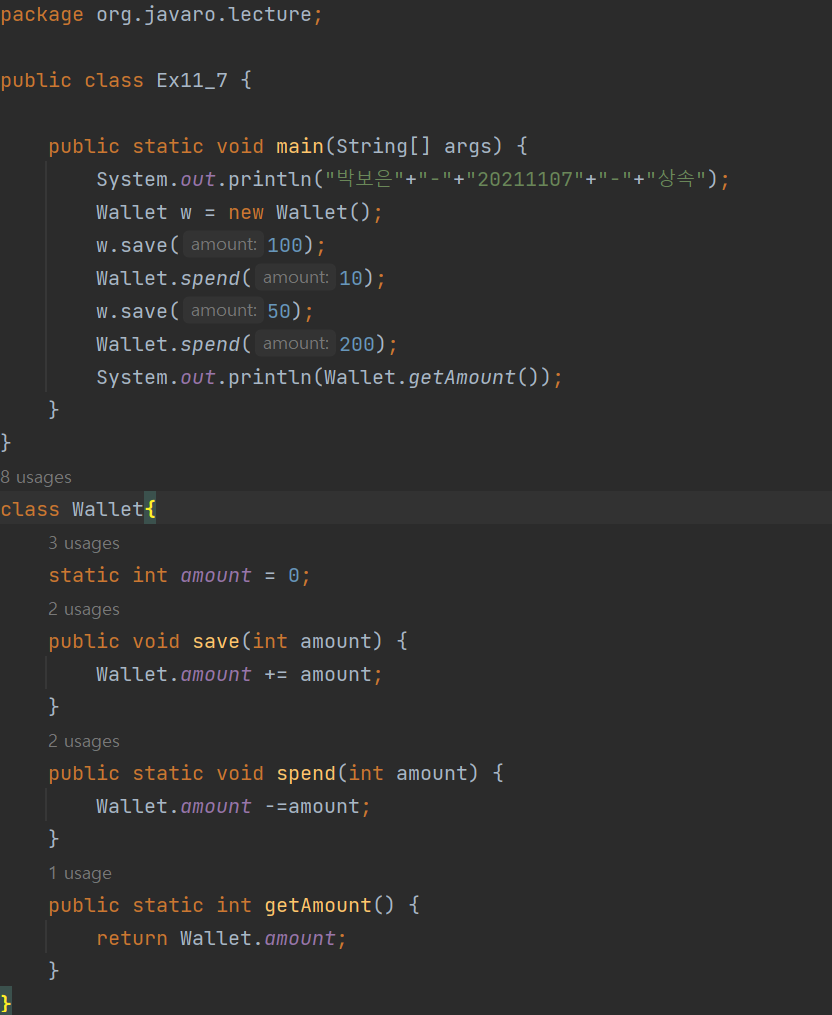 package org.javaro.lecture;
public class Ex11_7 {
public static void main(String[] args) {
System.out.println("박보은"+"-"+"20211107"+"-"+"상속");
Wallet w = new Wallet();
w.save( amount: 100);
Wallet.spend( amount: 10);
w.save( amount: 50);
Wallet.spend( amount: 200);
System.out.println(Wallet.getAmount());
}
}
8 usages
class Wallet{
3 usages
static int amount = 0;
2 usages
public void save(int amount) {
Wallet.amount += amount;
}
2 usages
public static void spend(int amount) {
Wallet.amount -=amount;
}
1 usage
public static int getAmount() {
return Wallet.amount;
}
}